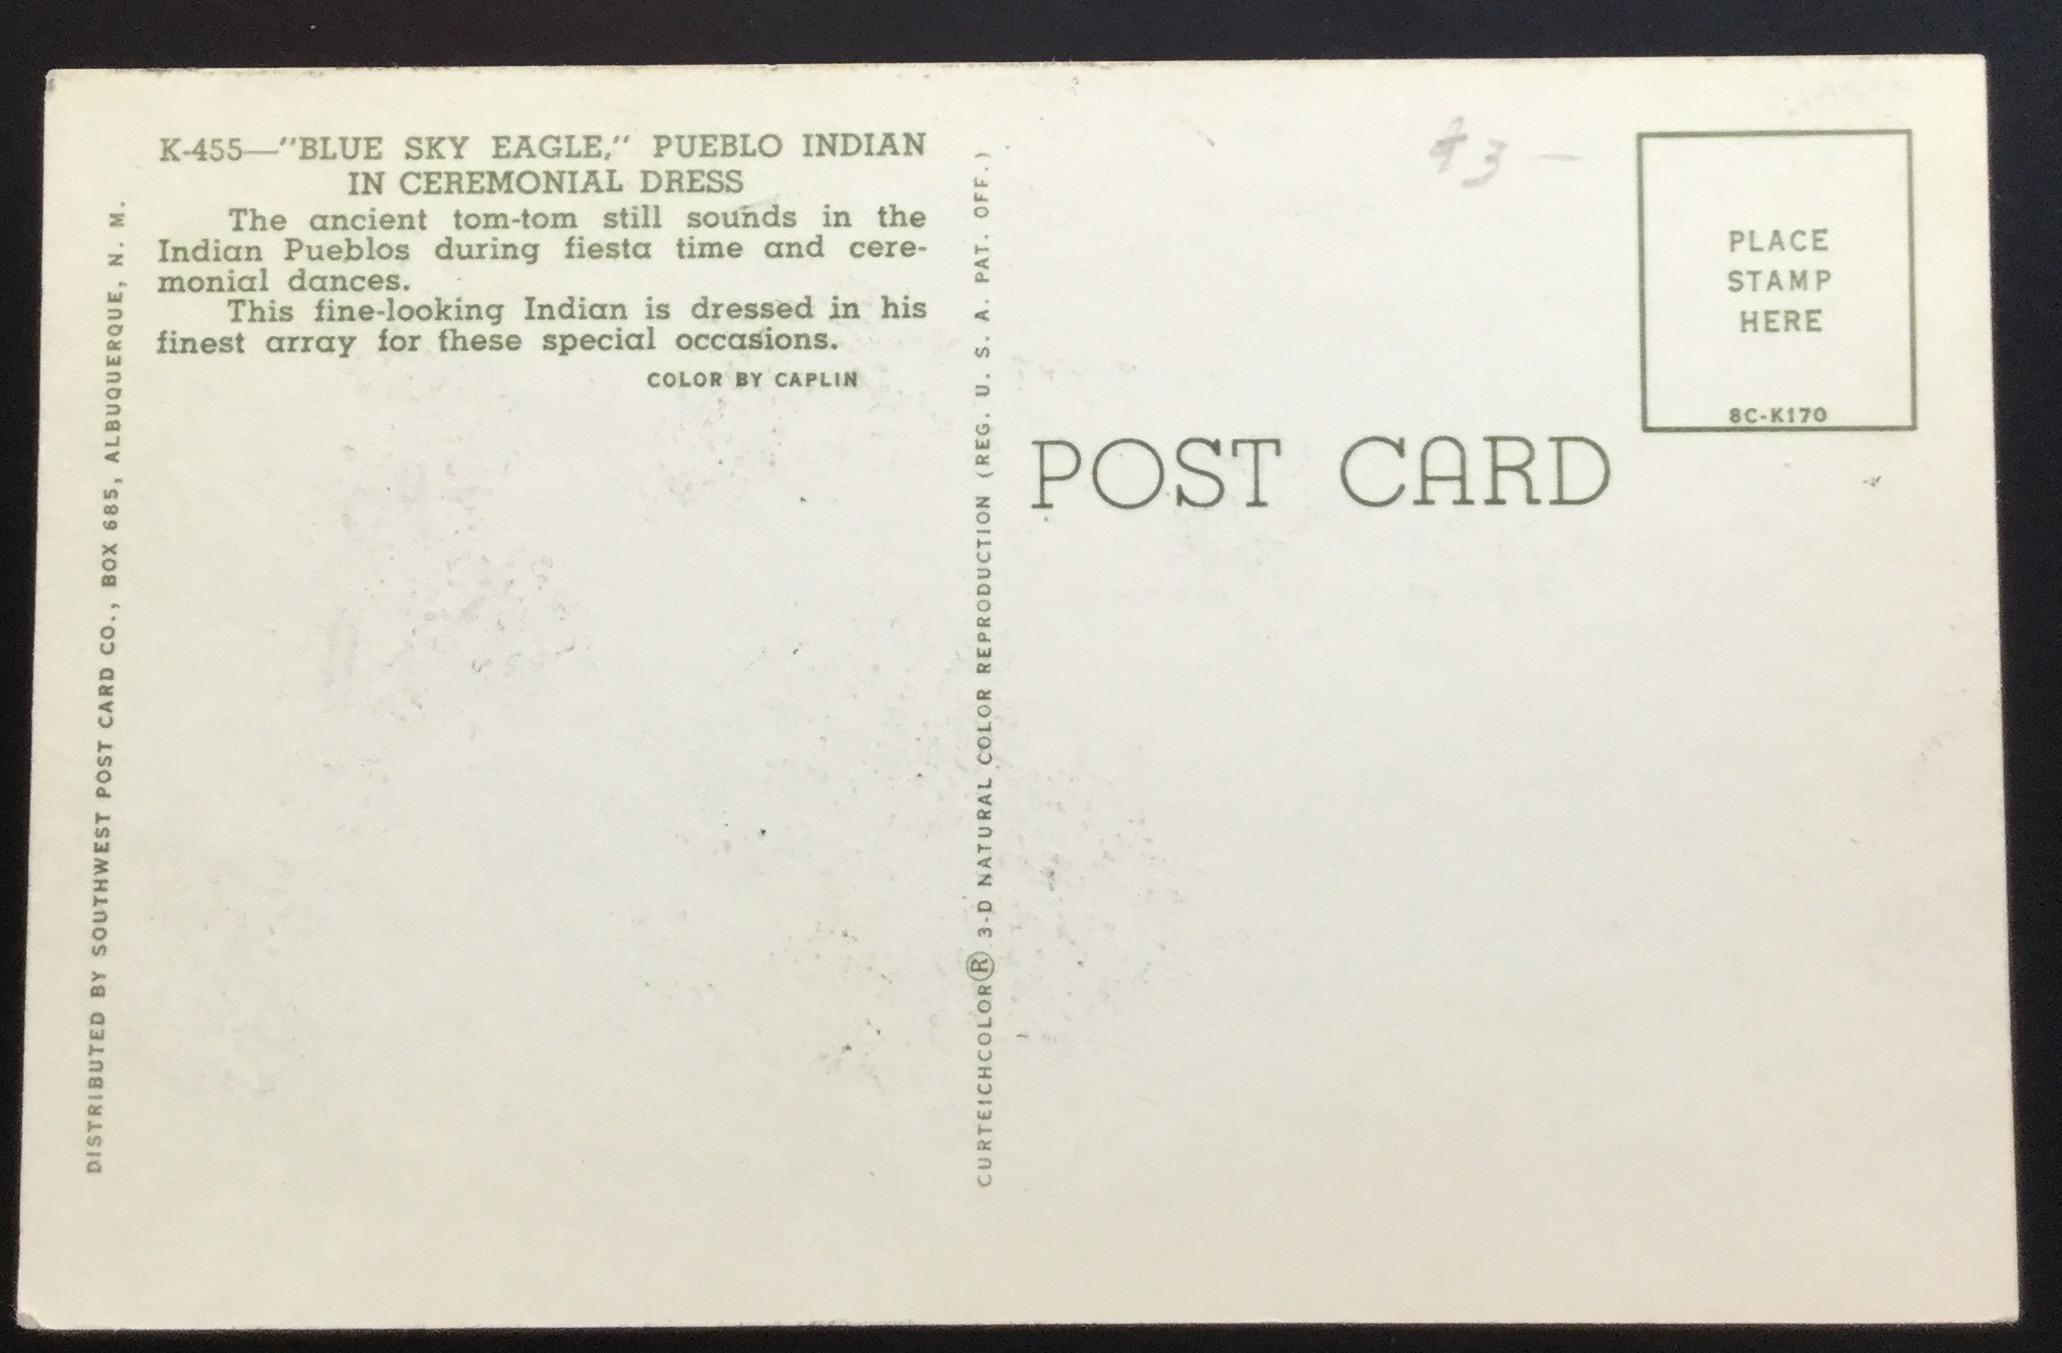 K-455—"BLUE SKY EAGLE," PUEBLO INDIAN
IN CEREMONIAL DRESS
The ancient tom-tom still sounds in the
Indian Pueblos during fiesta time and cere-
monial dances.
This fine-looking Indian is dressed in his
finest array for these special occasions.
COLOR BY CAPLIN
DISTRIBUTED BY SOUTHWEST POST CARD CO., BOX 685, ALBUQUERQUE, N. M.
CURTEICHCOLOR® 3-D NATURAL COLOR REPRODUCTION (REG. U. S. A. PAT. OFF.)
$3 —
PLACE
STAMP
HERE
8C-K170
POST CARD